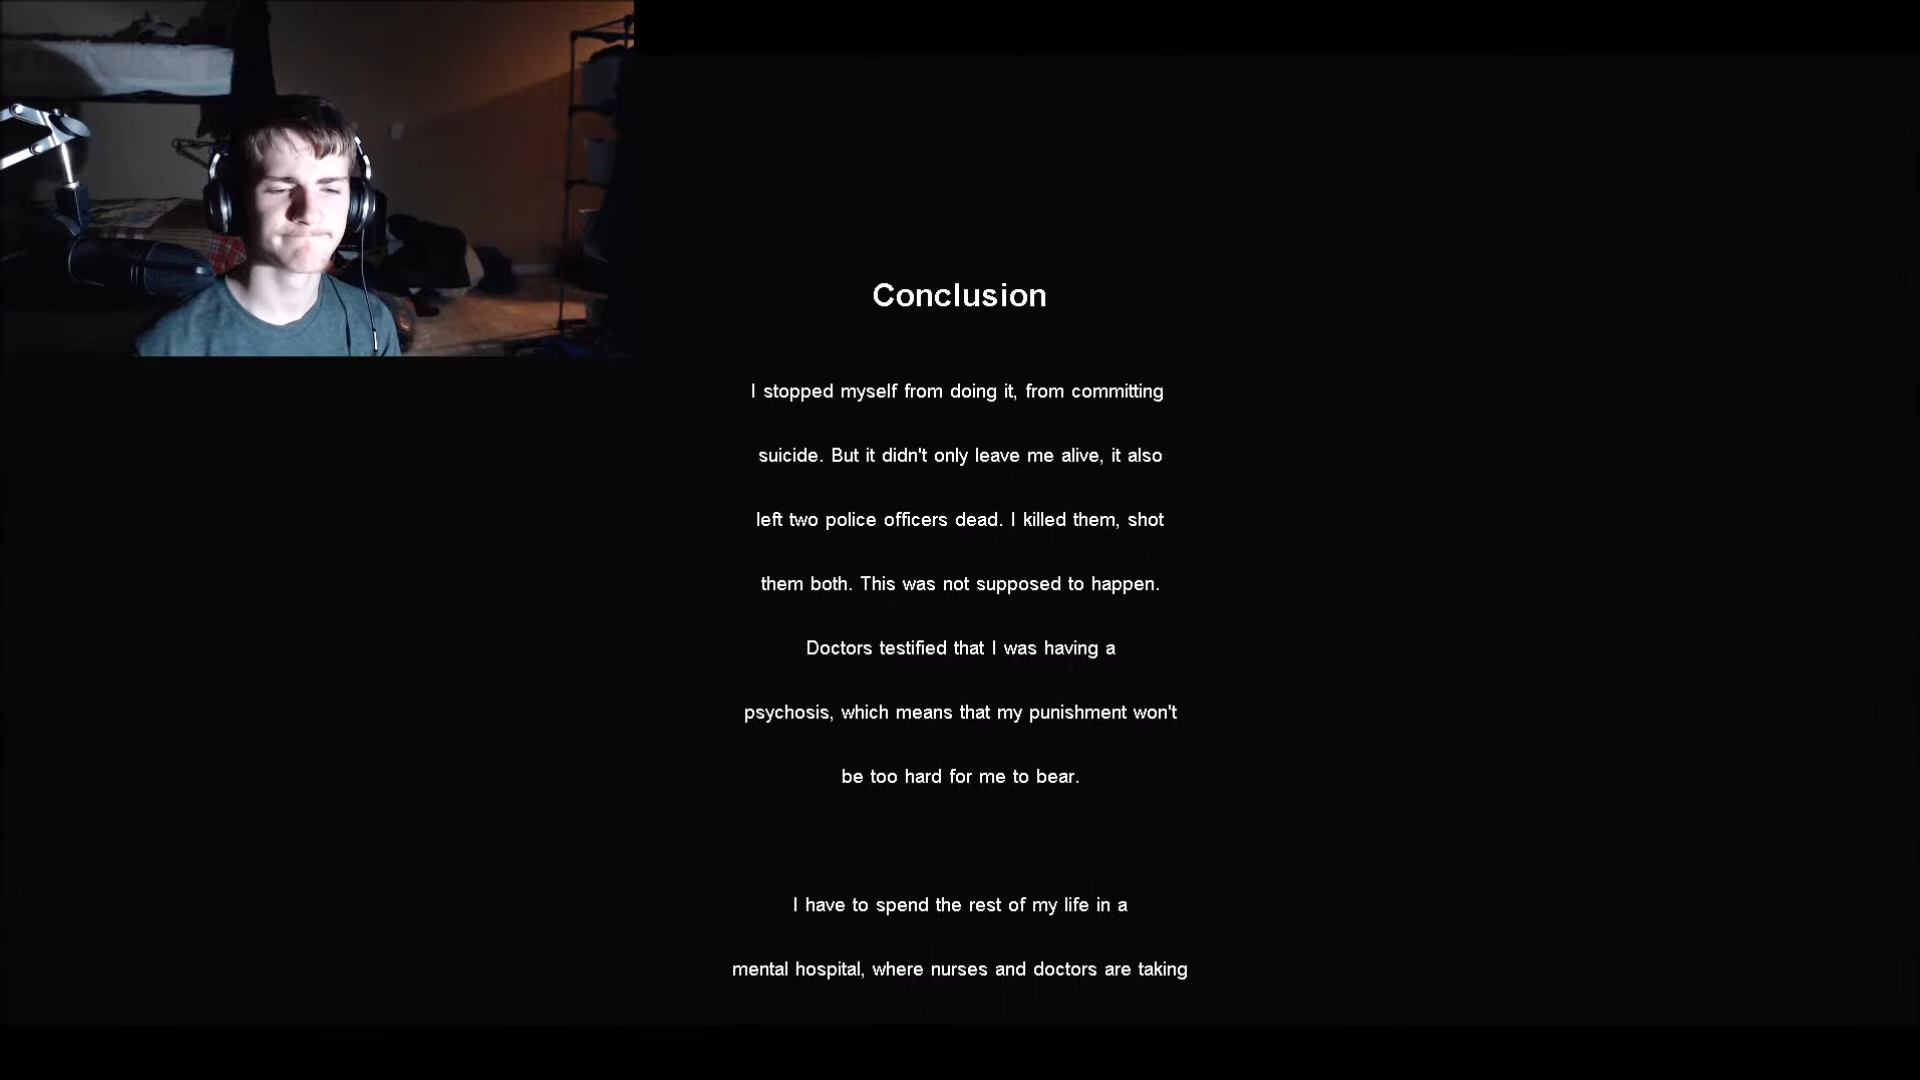 Conclusion
I stopped myself from doing it, from committing
suicide. But it didn't only leave me alive, it also
left two police officers dead. I killed them, shot
them both. This was not supposed to happen.
Doctors testified that I was having a
psychosis, which means that my punishment won't
be too hard for me to bear.
I have to spend the rest of my life in a
mental hospital, where nurses and doctors are taking